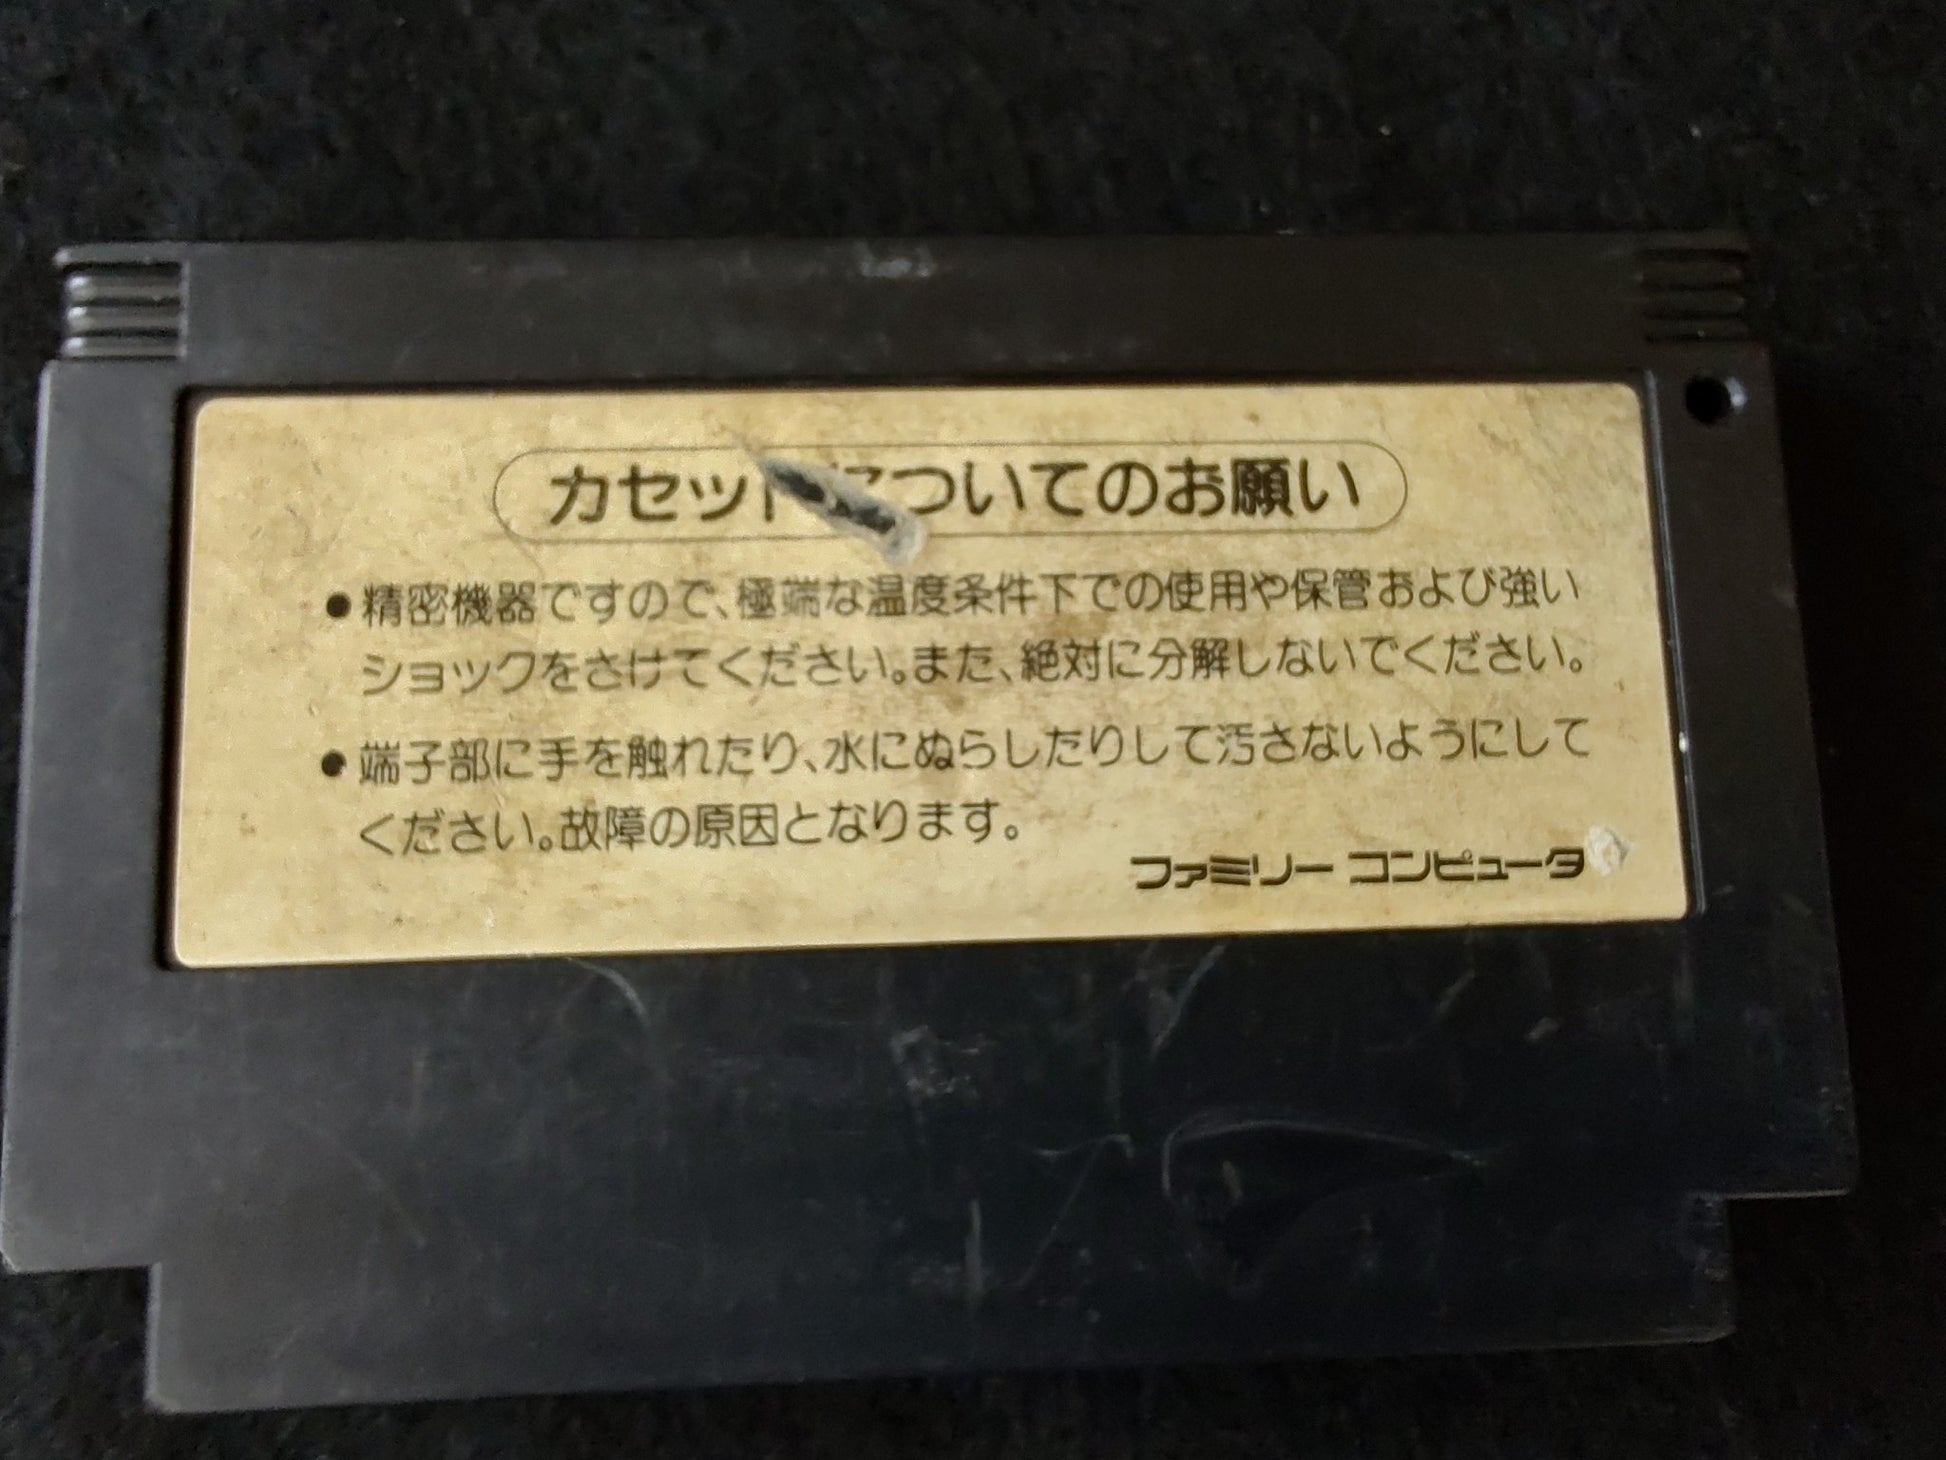 カセットについてのお願い
●精密機器ですので、極端な温度条件下での使用や保管および強い
ショックをさけてください。また、絶対に分解しないでください。
●端子部に手を触れたり、水にぬらしたりして汚さないようにして
ください。故障の原因となります。
ファミリー コンピュータ